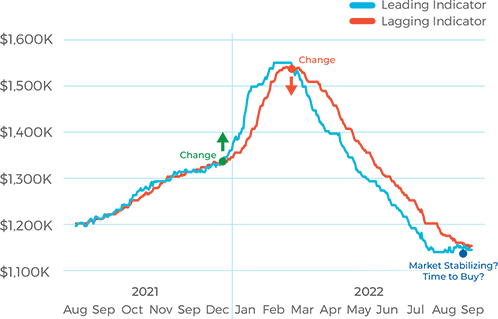 Leading Indicator
Lagging Indicator
$1,600K
$1,500K
$1,400K
$1,300K
$1,200K
$1,100K
Change
Change
Market Stabilizing?
Time to Buy?
2021 2022
Aug Sep Oct Nov Sep Dec Jan Feb Mar Apr May Jun Jul Aug Sep